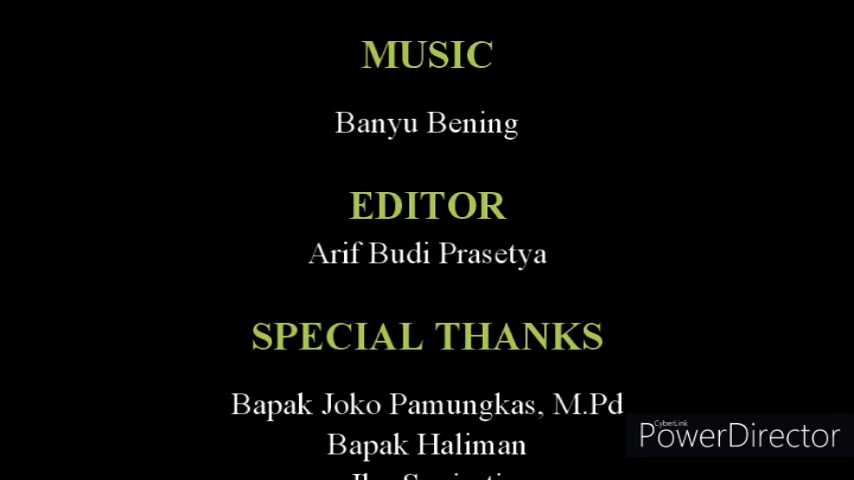 MUSIC
Banyu Bening
EDITOR
Arif Budi Prasetya
SPECIAL THANKS
Bapak Joko Pamungkas, M.Pd
Bapak Haliman
CyberLink
PowerDirector